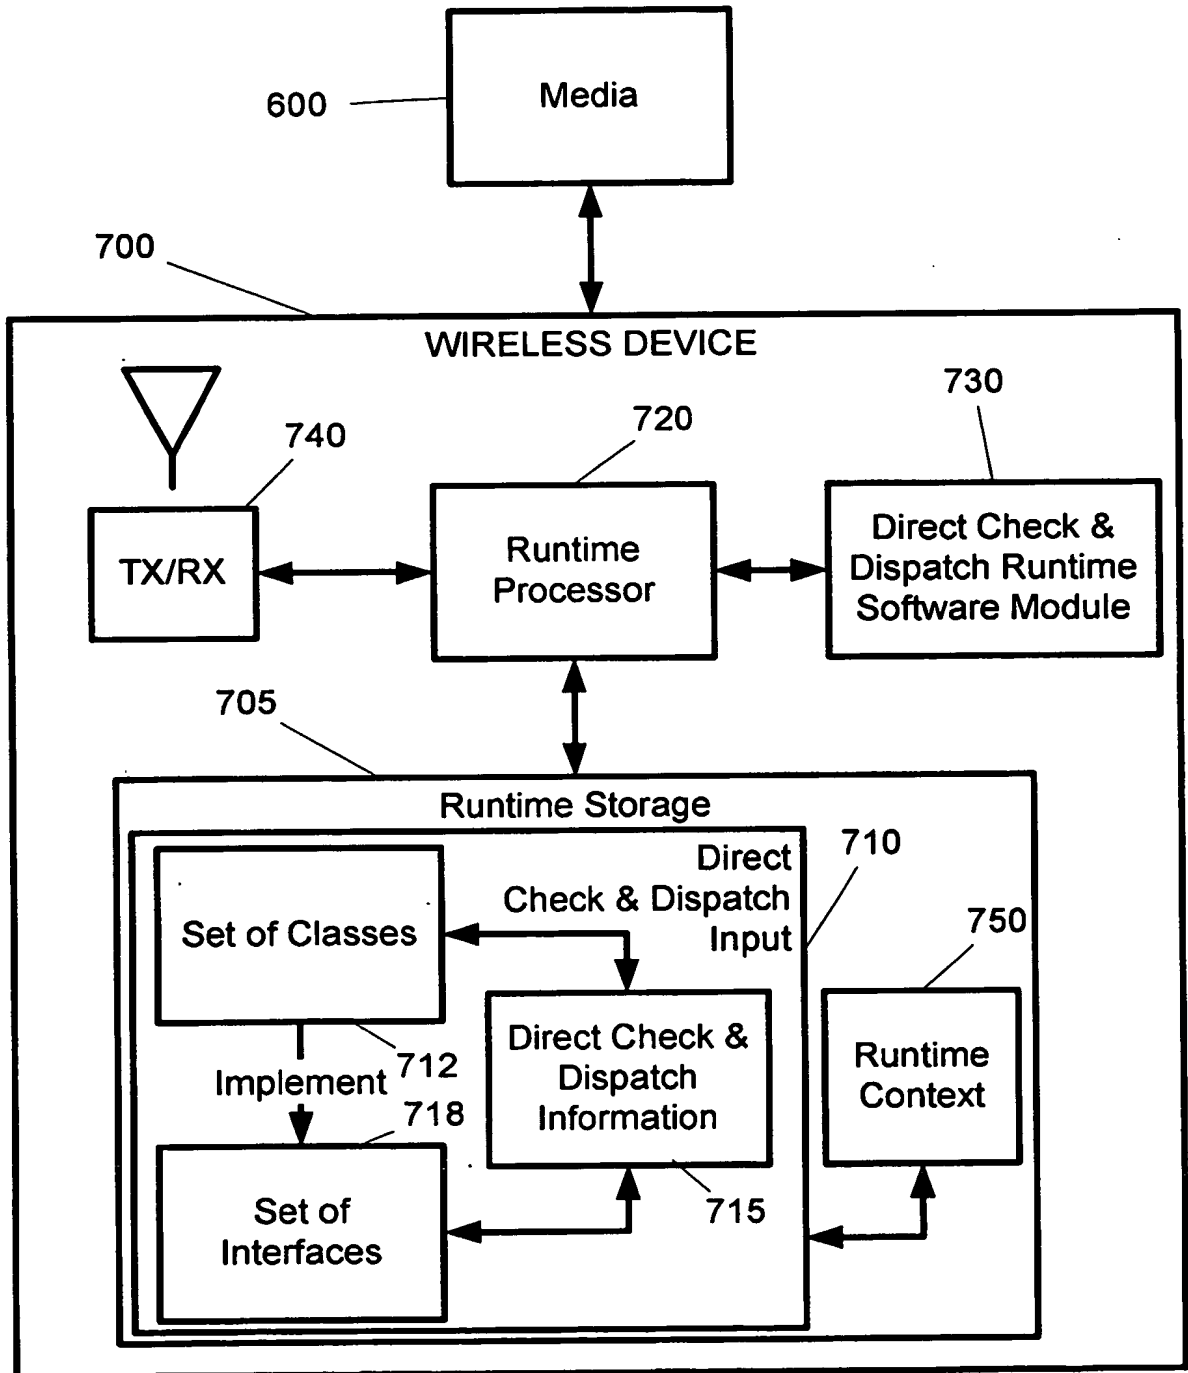 600
Media
700
WIRELESS DEVICE
740
720
730
TX/RX
Runtime
Processor
Direct Check &
Dispatch Runtime
Software Module
705
Runtime Storage
710
Direct
Check & Dispatch
Input
Set of Classes
750
712
Implement
718
Direct Check &
Dispatch
Information
Runtime
Context
715
Set of
Interfaces